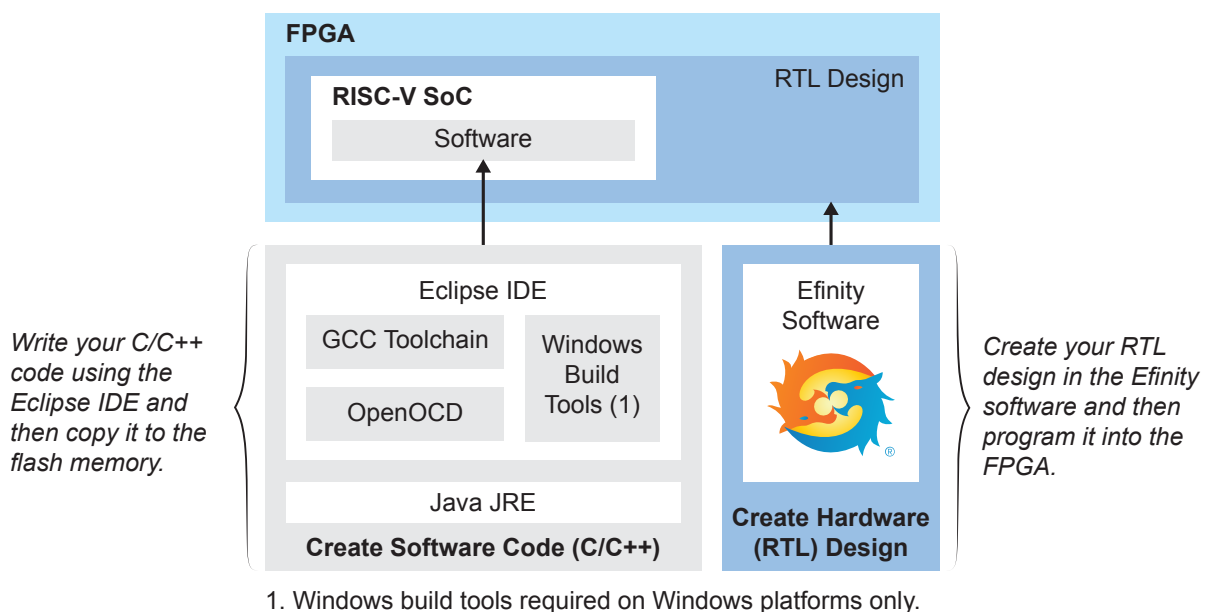 FPGA
RTL Design
RISC-V SoC
Software
Write your C/C++
code using the
Eclipse IDE and
then copy it to the
flash memory.
Eclipse IDE
GCC Toolchain
OpenOCD
Windows
Build
Tools (1)
Java JRE
Create Software Code (C/C++)
Efinity
Software
®
Create Hardware
(RTL) Design
Create your RTL
design in the Efinity
software and then
program it into the
FPGA.
1. Windows build tools required on Windows platforms only.